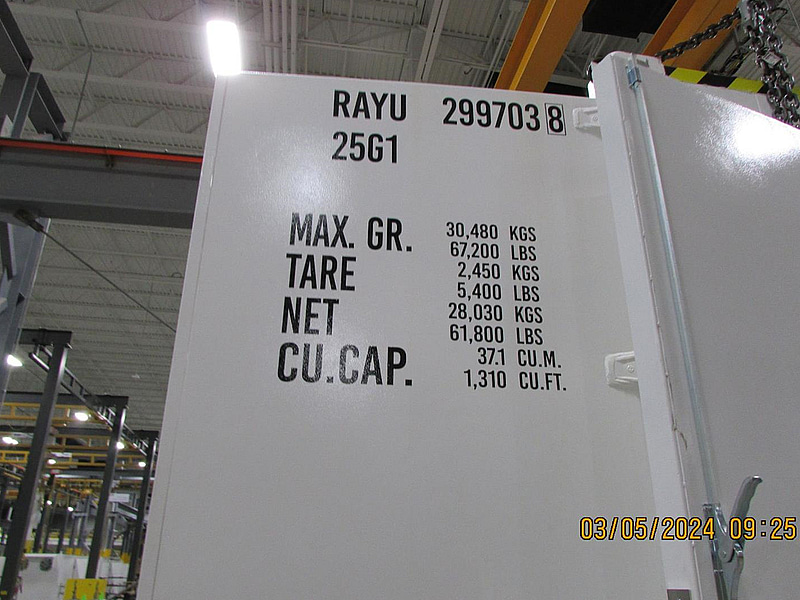 RAYU 299703 8
25G1
MAX. GR. 30,480 KGS
67,200 LBS
TARE 2,450 KGS
5,400 LBS
NET 28,030 KGS
61,800 LBS
CU.CAP. 37.1 CU.M.
1,310 CU.FT.
03/05/2024 09:25